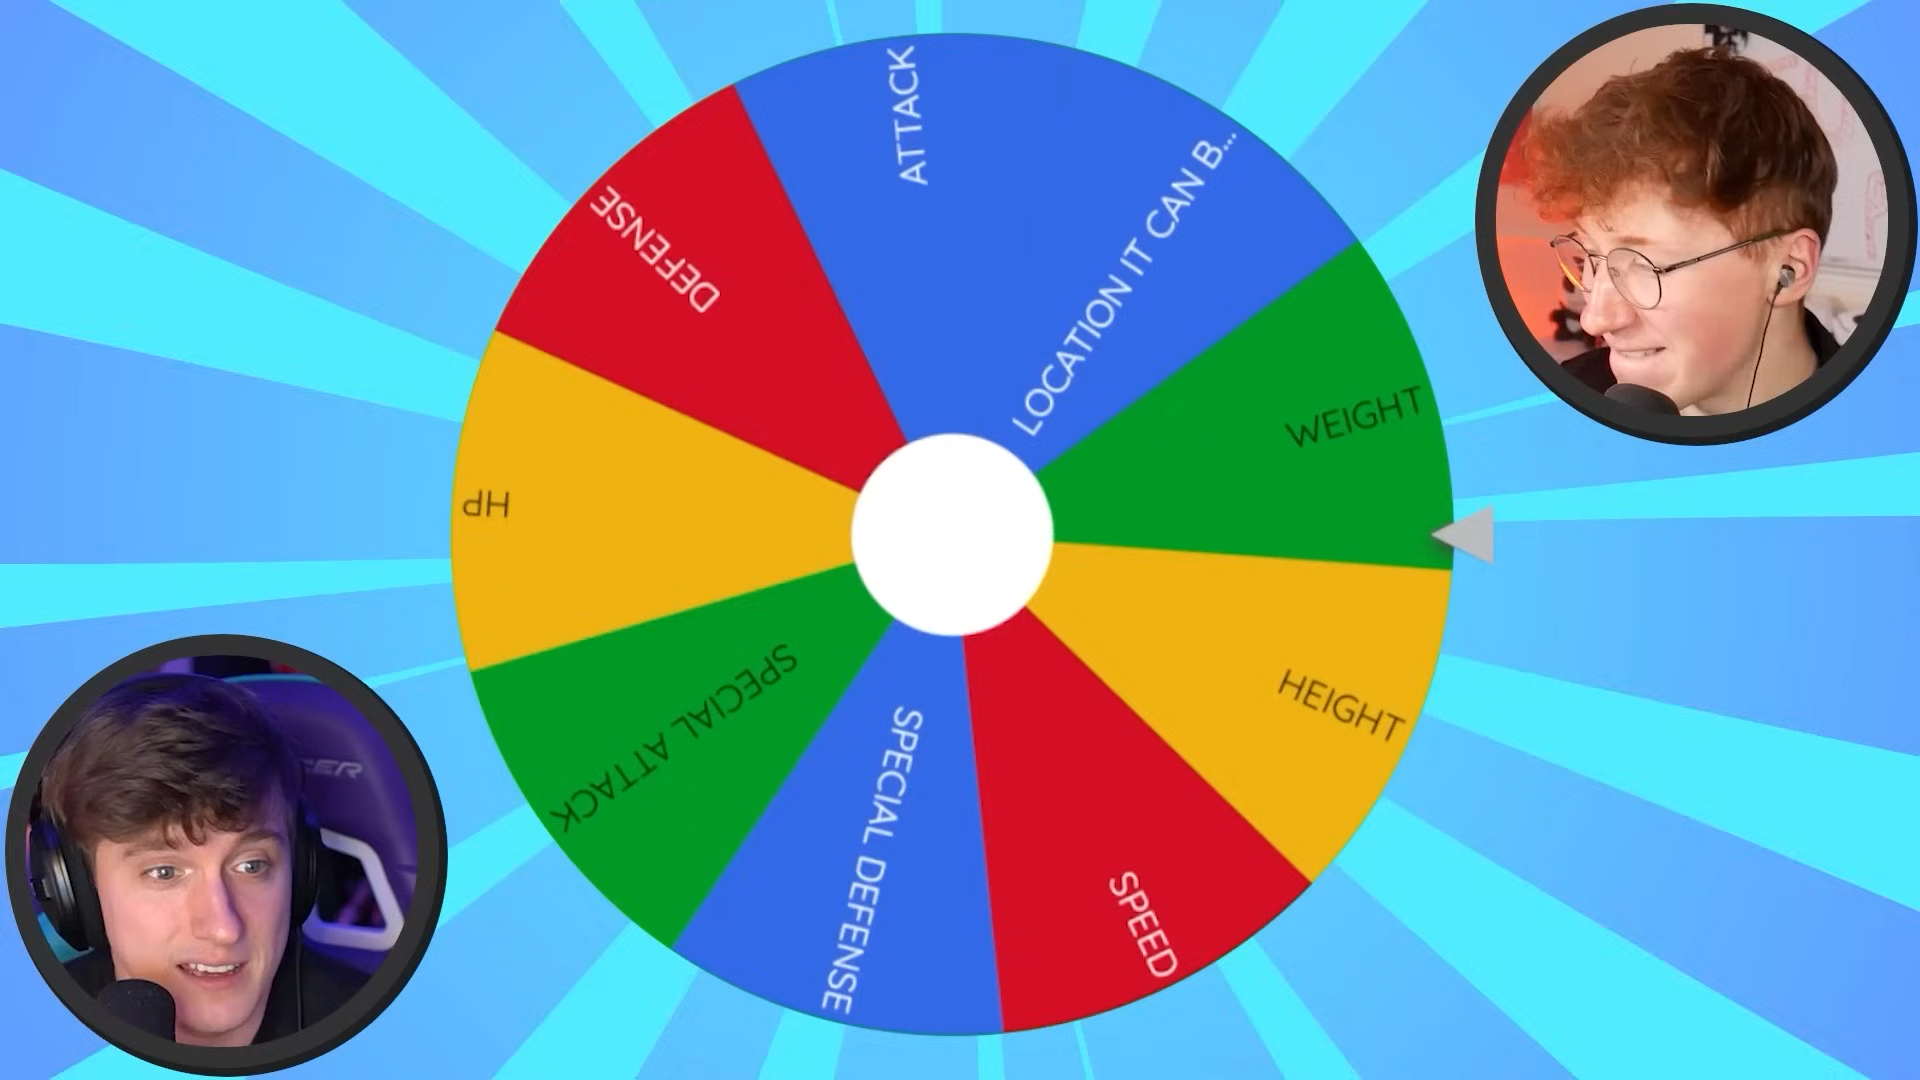 ATTACK
LOCATION IT CAN B...
WEIGHT
HEIGHT
SPEED
SPECIAL DEFENSE
SPECIAL ATTACK
HP
DEFENSE